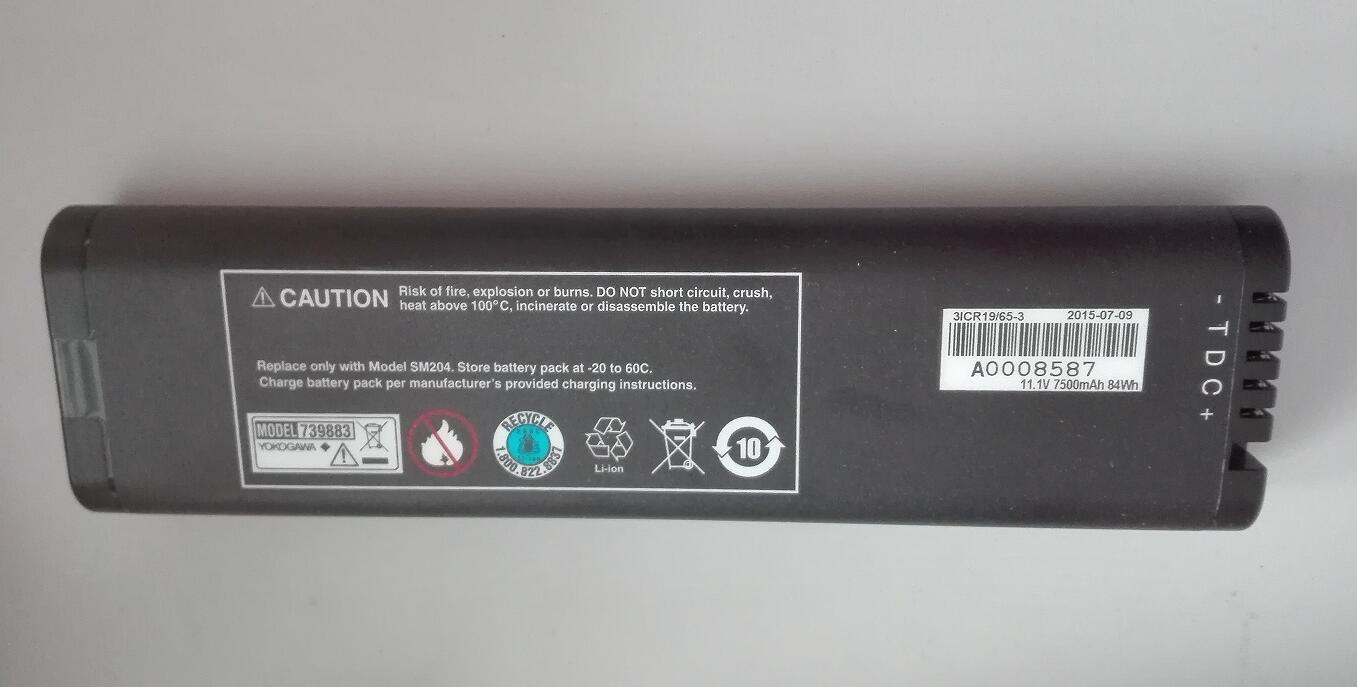 CAUTION Risk of fire, explosion or burns. DO NOT short circuit, crush,
heat above 100°C, incinerate or disassemble the battery.
Replace only with Model SM204. Store battery pack at -20 to 60C.
Charge battery pack per manufacturer's provided charging instructions.
MODEL 739883
YOKOGAWA
RECYCLE
1.800.822.8837
Li-ion
10
3ICR19/65-3 2015-07-09
A0008587
11.1V 7500mAh 84Wh
- T D C +